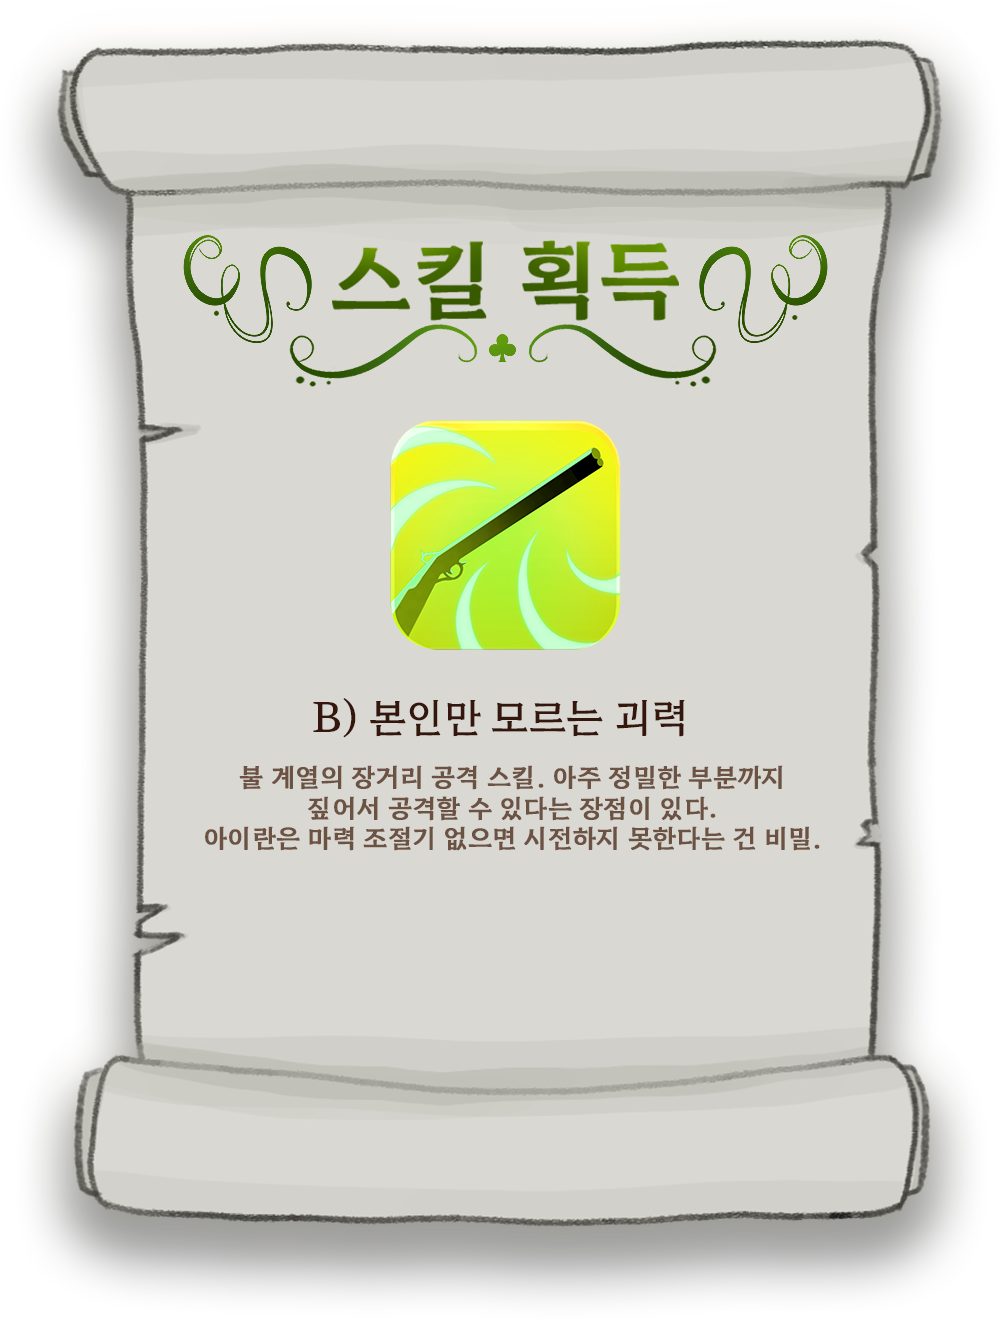 스킬 획득
B) 본인만 모르는 괴력
불 계열의 장거리 공격 스킬. 아주 정밀한 부분까지
짚어서 공격할 수 있다는 장점이 있다.
아이란은 마력 조절기 없으면 시전하지 못한다는 건 비밀.